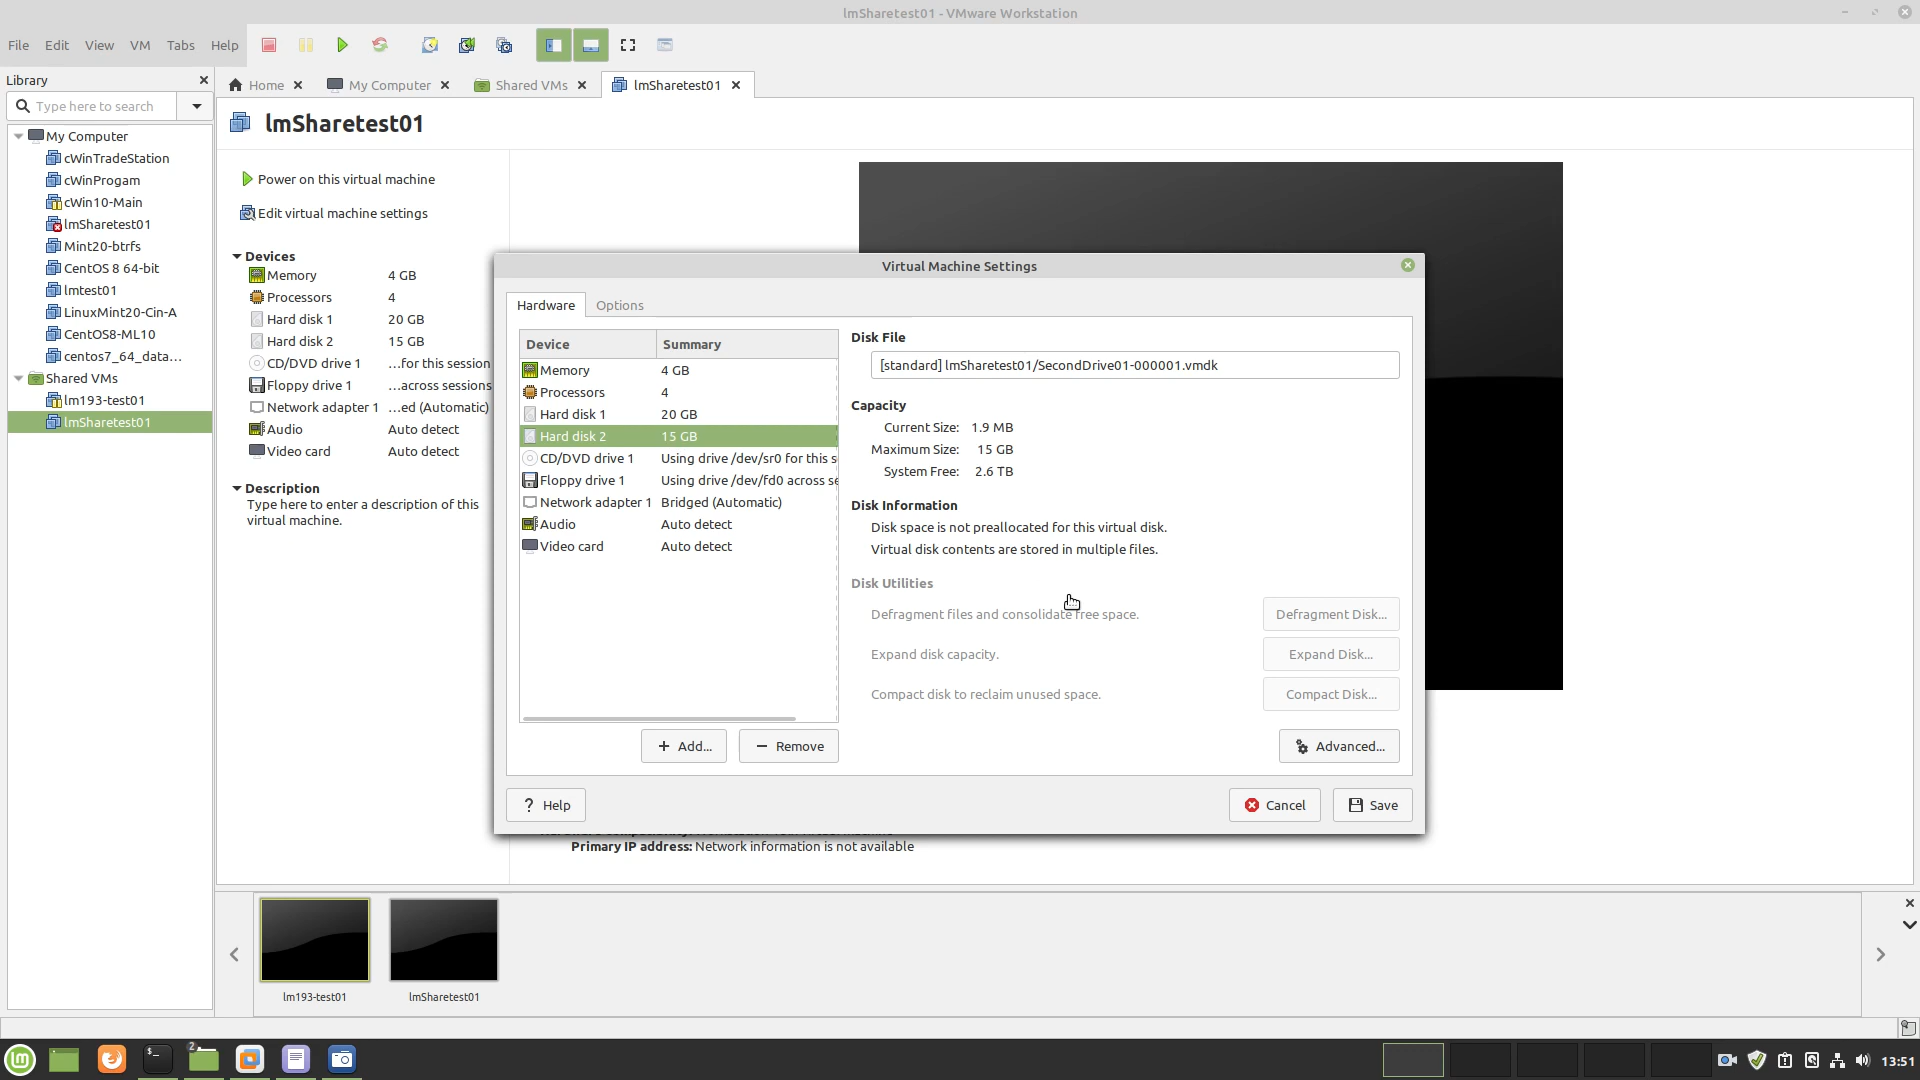 lmSharetest01 - VMware Workstation
File Edit View VM Tabs Help
Library
Home My Computer Shared VMs lmSharetest01
Type here to search
My Computer
cWinTradeStation
cWinProgam
cWin10-Main
lmSharetest01
Mint20-btrfs
CentOS 8 64-bit
lmtest01
LinuxMint20-Cin-A
CentOS8-ML10
centos7_64_data...
Shared VMs
lm193-test01
lmSharetest01
lmSharetest01
Power on this virtual machine
Edit virtual machine settings
Devices
Memory 4 GB
Processors 4
Hard disk 1 20 GB
Hard disk 2 15 GB
CD/DVD drive 1 ...for this session
Floppy drive 1 ...across sessions
Network adapter 1 ...ed (Automatic)
Audio Auto detect
Video card Auto detect
Description
Type here to enter a description of this
virtual machine.
Virtual Machine Settings
Hardware Options
Device Summary
Memory 4 GB
Processors 4
Hard disk 1 20 GB
Hard disk 2 15 GB
CD/DVD drive 1 Using drive /dev/sr0 for this s
Floppy drive 1 Using drive /dev/fd0 across se
Network adapter 1 Bridged (Automatic)
Audio Auto detect
Video card Auto detect
+ Add...
− Remove
Disk File
[standard] lmSharetest01/SecondDrive01-000001.vmdk
Capacity
Current Size: 1.9 MB
Maximum Size: 15 GB
System Free: 2.6 TB
Disk Information
Disk space is not preallocated for this virtual disk.
Virtual disk contents are stored in multiple files.
Disk Utilities
Defragment files and consolidate free space. Defragment Disk...
Expand disk capacity. Expand Disk...
Compact disk to reclaim unused space. Compact Disk...
Advanced...
? Help
Cancel
Save
Primary IP address: Network information is not available
lm193-test01
lmSharetest01
2
13:51